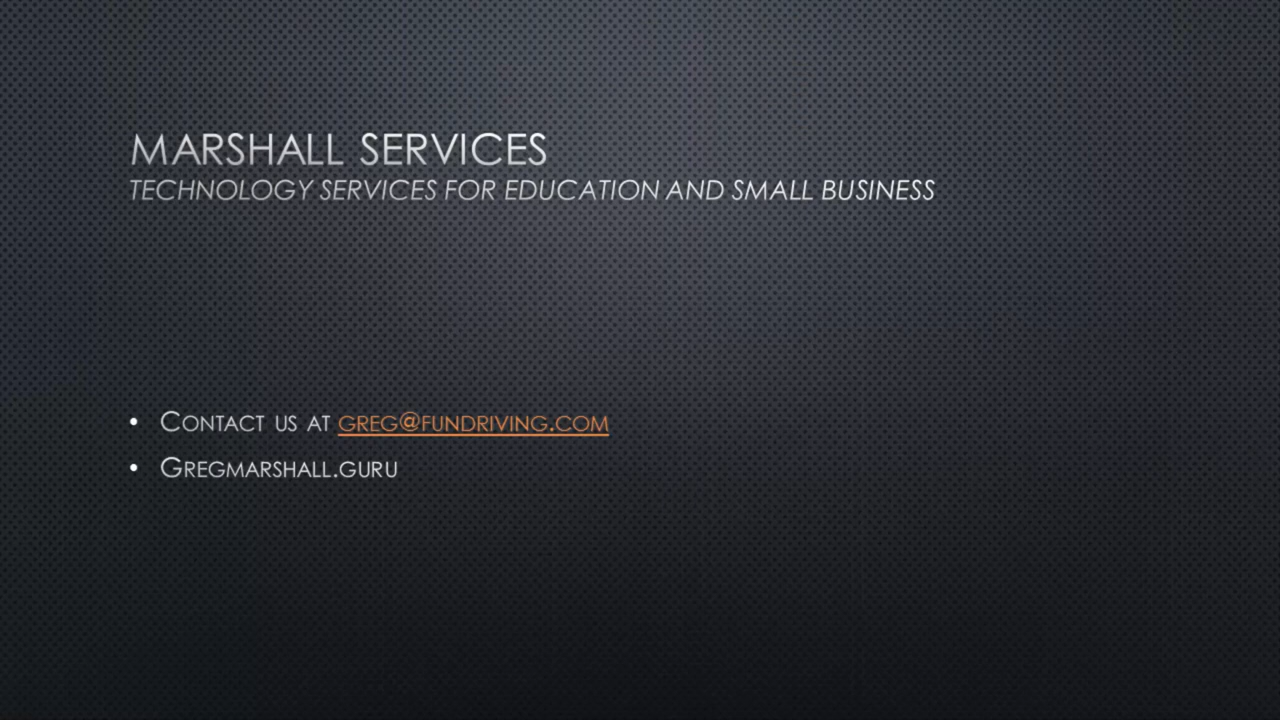 MARSHALL SERVICES
TECHNOLOGY SERVICES FOR EDUCATION AND SMALL BUSINESS
• CONTACT US AT GREG@FUNDRIVING.COM
• GREGMARSHALL.GURU